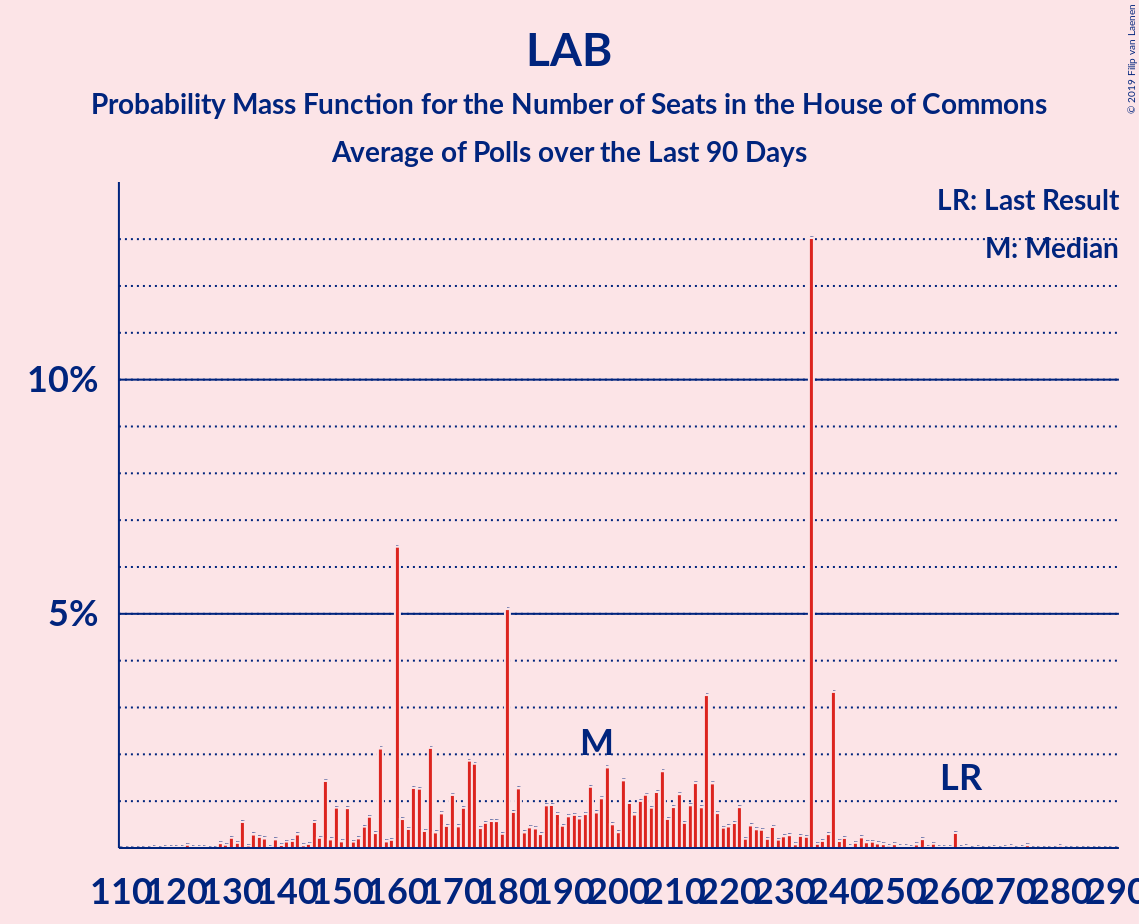 LAB
Probability Mass Function for the Number of Seats in the House of Commons
Average of Polls over the Last 90 Days
© 2019 Filip van Laenen
LR: Last Result
M: Median
10%
5%
M
LR
110 120 130 140 150 160 170 180 190 200 210 220 230 240 250 260 270 280 290